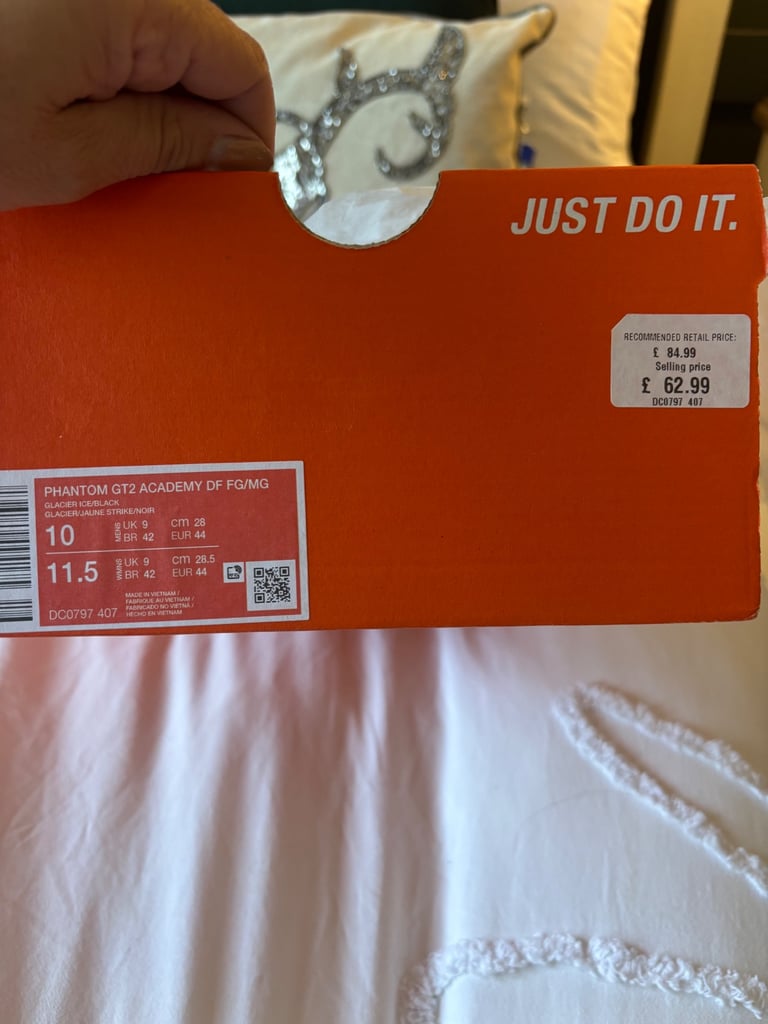 JUST DO IT.
RECOMMENDED RETAIL PRICE:
£ 84.99
Selling price
£ 62.99
DC0797 407
PHANTOM GT2 ACADEMY DF FG/MG
GLACIER ICE/BLACK
GLACIER/JAUNE STRIKE/NOIR
10 MENS UK 9 cm 28
BR 42 EUR 44
11.5 WMNS UK 9 cm 28.5
BR 42 EUR 44
MADE IN VIETNAM /
FABRIQUE AU VIETNAM /
FABRICADO NO VIETNÃ /
HECHO EN VIETNAM
DC0797 407